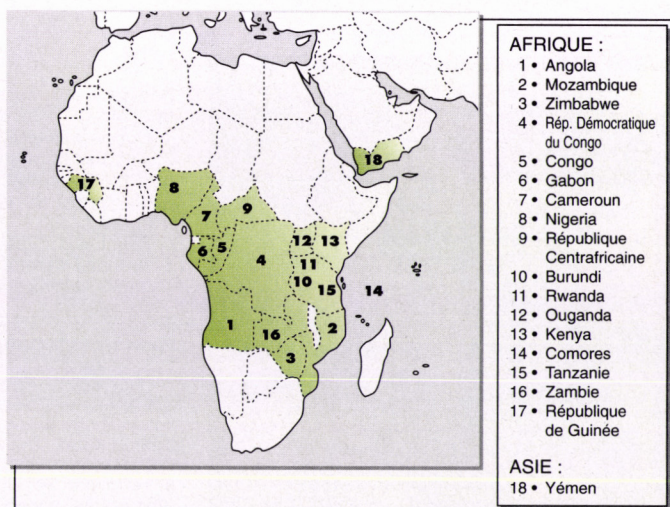 18
17
8
7
9
6
5
4
12
13
11
10
15
14
1
16
2
3
AFRIQUE :
1 • Angola
2 • Mozambique
3 • Zimbabwe
4 • Rép. Démocratique
du Congo
5 • Congo
6 • Gabon
7 • Cameroun
8 • Nigeria
9 • République
Centrafricaine
10 • Burundi
11 • Rwanda
12 • Ouganda
13 • Kenya
14 • Comores
15 • Tanzanie
16 • Zambie
17 • République
de Guinée
ASIE :
18 • Yémen